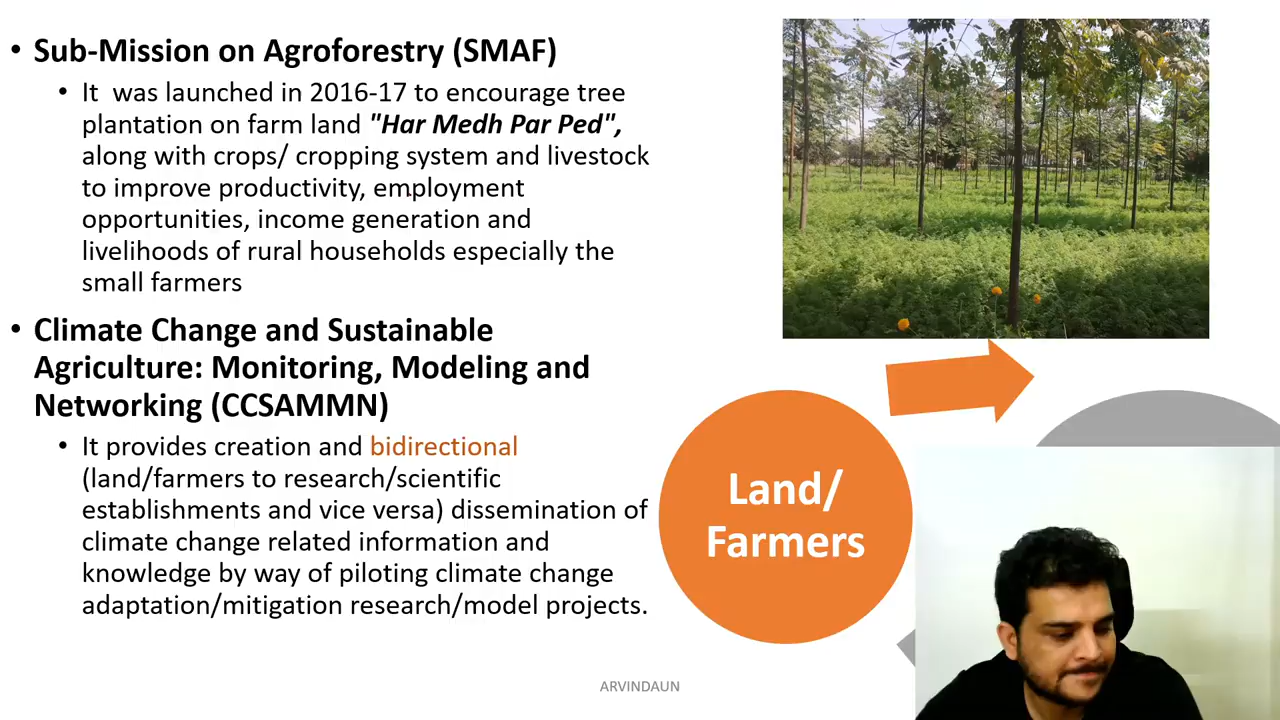 • Sub-Mission on Agroforestry (SMAF)
• It was launched in 2016-17 to encourage tree
plantation on farm land "Har Medh Par Ped",
along with crops/ cropping system and livestock
to improve productivity, employment
opportunities, income generation and
livelihoods of rural households especially the
small farmers
• Climate Change and Sustainable
Agriculture: Monitoring, Modeling and
Networking (CCSAMMN)
• It provides creation and bidirectional
(land/farmers to research/scientific
establishments and vice versa) dissemination of
climate change related information and
knowledge by way of piloting climate change
adaptation/mitigation research/model projects.
Land/
Farmers
ARVINDAUN